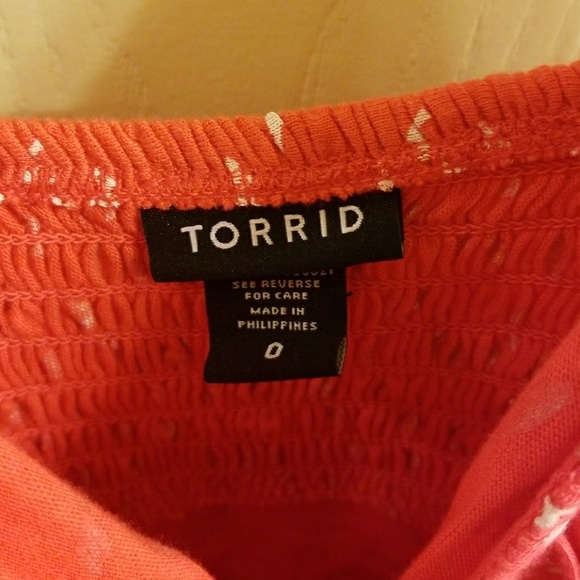 TORRID
SEE REVERSE
FOR CARE
MADE IN
PHILIPPINES
0